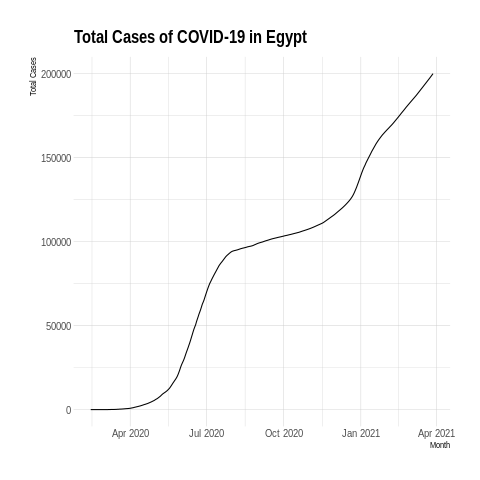 Total Cases of COVID-19 in Egypt
Total Cases
200000
150000
100000
50000
0
Apr 2020 Jul 2020 Oct 2020 Jan 2021 Apr 2021
Month